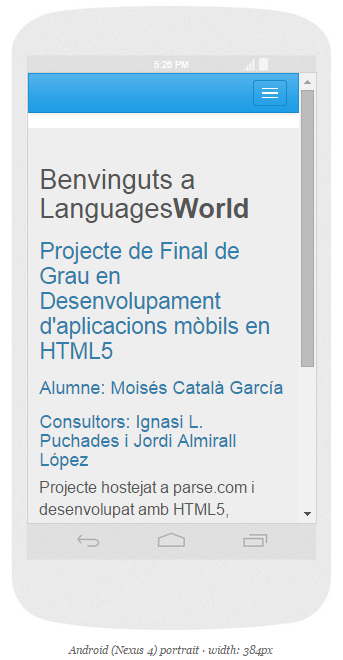 5:26 PM
Benvinguts a
LanguagesWorld
Projecte de Final de
Grau en
Desenvolupament
d'aplicacions mòbils en
HTML5
Alumne: Moisés Català García
Consultors: Ignasi L.
Puchades i Jordi Almirall
López
Projecte hostejat a parse.com i
desenvolupat amb HTML5,
Android (Nexus 4) portrait · width: 384px